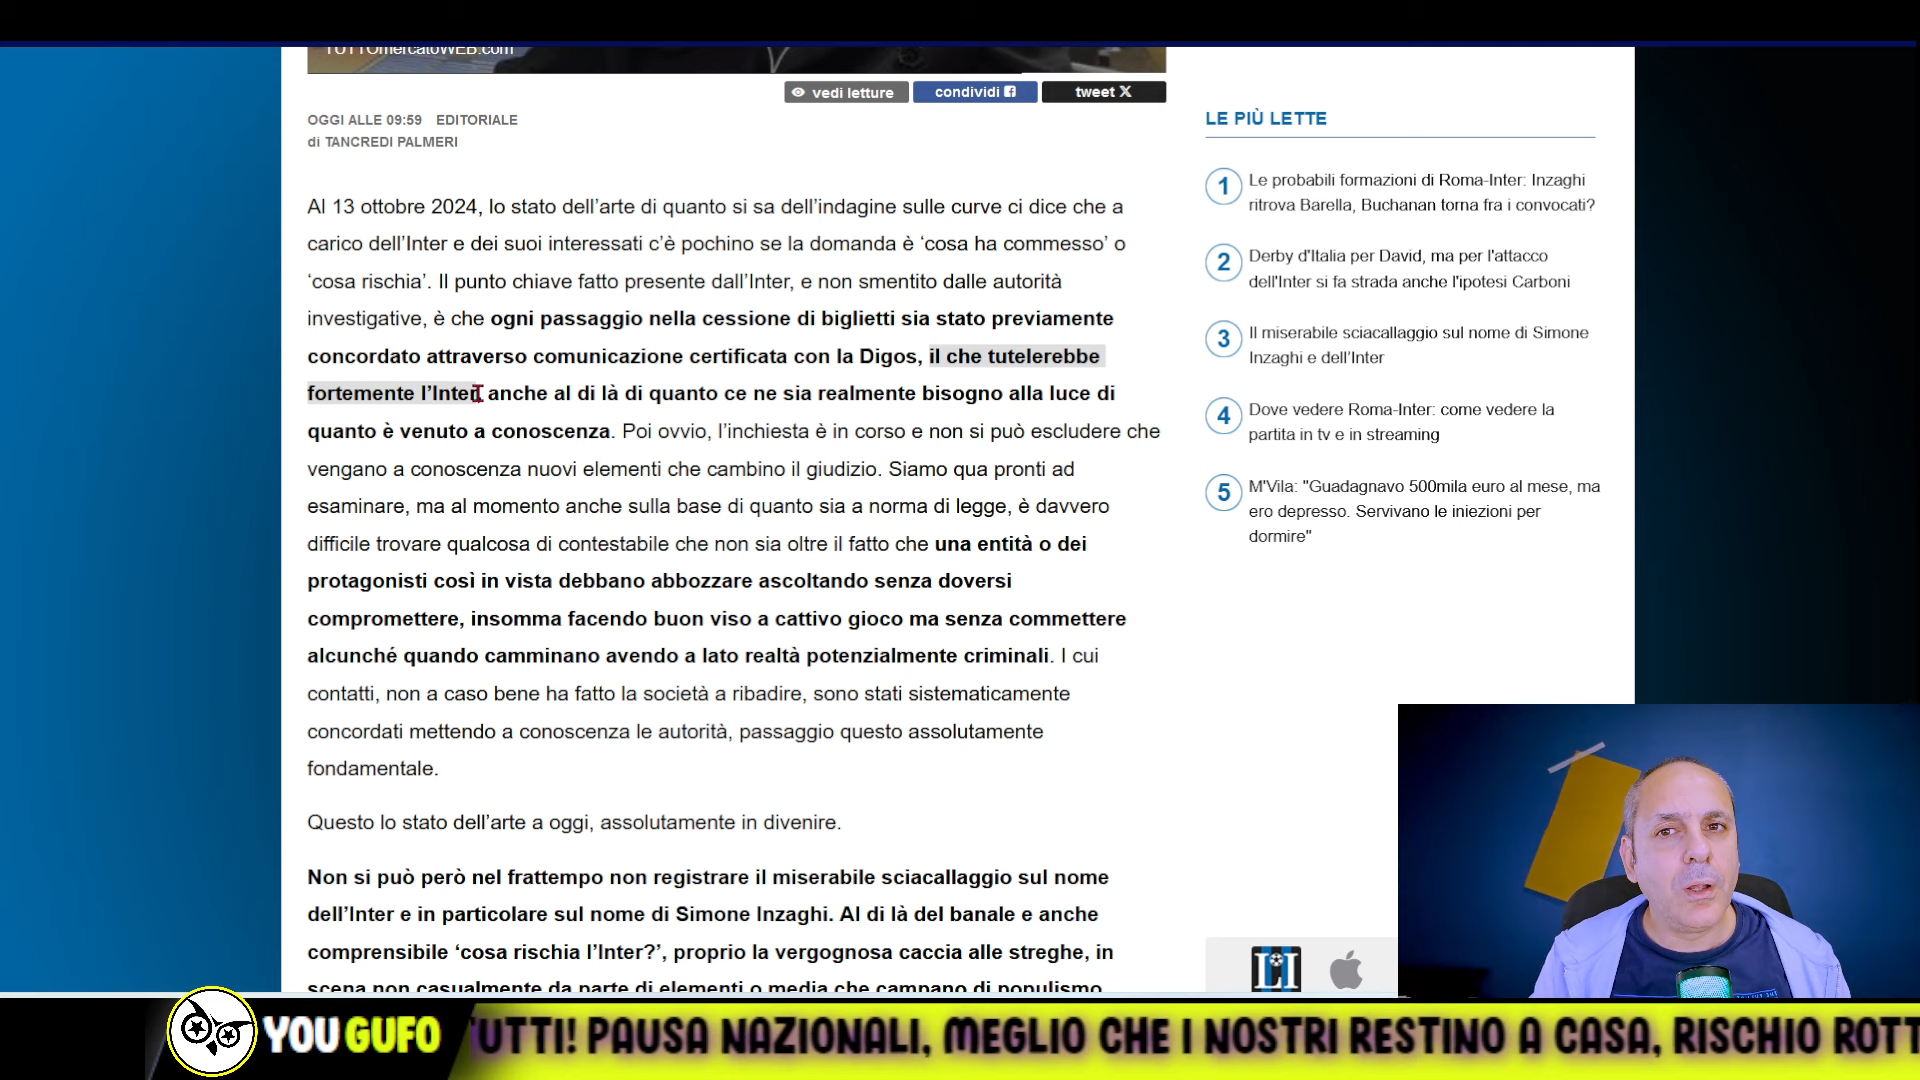 TUTTOmercatoWEB.com
vedi letture
condividi
tweet X
OGGI ALLE 09:59 EDITORIALE
di TANCREDI PALMERI
Al 13 ottobre 2024, lo stato dell’arte di quanto si sa dell’indagine sulle curve ci dice che a
carico dell’Inter e dei suoi interessati c’è pochino se la domanda è ‘cosa ha commesso’ o
‘cosa rischia’. Il punto chiave fatto presente dall’Inter, e non smentito dalle autorità
investigative, è che ogni passaggio nella cessione di biglietti sia stato previamente
concordato attraverso comunicazione certificata con la Digos, il che tutelerebbe
fortemente l’Inter, anche al di là di quanto ce ne sia realmente bisogno alla luce di
quanto è venuto a conoscenza. Poi ovvio, l’inchiesta è in corso e non si può escludere che
vengano a conoscenza nuovi elementi che cambino il giudizio. Siamo qua pronti ad
esaminare, ma al momento anche sulla base di quanto sia a norma di legge, è davvero
difficile trovare qualcosa di contestabile che non sia oltre il fatto che una entità o dei
protagonisti così in vista debbano abbozzare ascoltando senza doversi
compromettere, insomma facendo buon viso a cattivo gioco ma senza commettere
alcunché quando camminano avendo a lato realtà potenzialmente criminali. I cui
contatti, non a caso bene ha fatto la società a ribadire, sono stati sistematicamente
concordati mettendo a conoscenza le autorità, passaggio questo assolutamente
fondamentale.
Questo lo stato dell’arte a oggi, assolutamente in divenire.
Non si può però nel frattempo non registrare il miserabile sciacallaggio sul nome
dell’Inter e in particolare sul nome di Simone Inzaghi. Al di là del banale e anche
comprensibile ‘cosa rischia l’Inter?’, proprio la vergognosa caccia alle streghe, in
scena non casualmente da parte di elementi o media che campano di populismo
LE PIÙ LETTE
1 Le probabili formazioni di Roma-Inter: Inzaghi
ritrova Barella, Buchanan torna fra i convocati?
2 Derby d'Italia per David, ma per l'attacco
dell'Inter si fa strada anche l'ipotesi Carboni
3 Il miserabile sciacallaggio sul nome di Simone
Inzaghi e dell’Inter
4 Dove vedere Roma-Inter: come vedere la
partita in tv e in streaming
5 M'Vila: "Guadagnavo 500mila euro al mese, ma
ero depresso. Servivano le iniezioni per
dormire"
LI
YOU GUFO
TUTTI! PAUSA NAZIONALI, MEGLIO CHE I NOSTRI RESTINO A CASA, RISCHIO ROTT